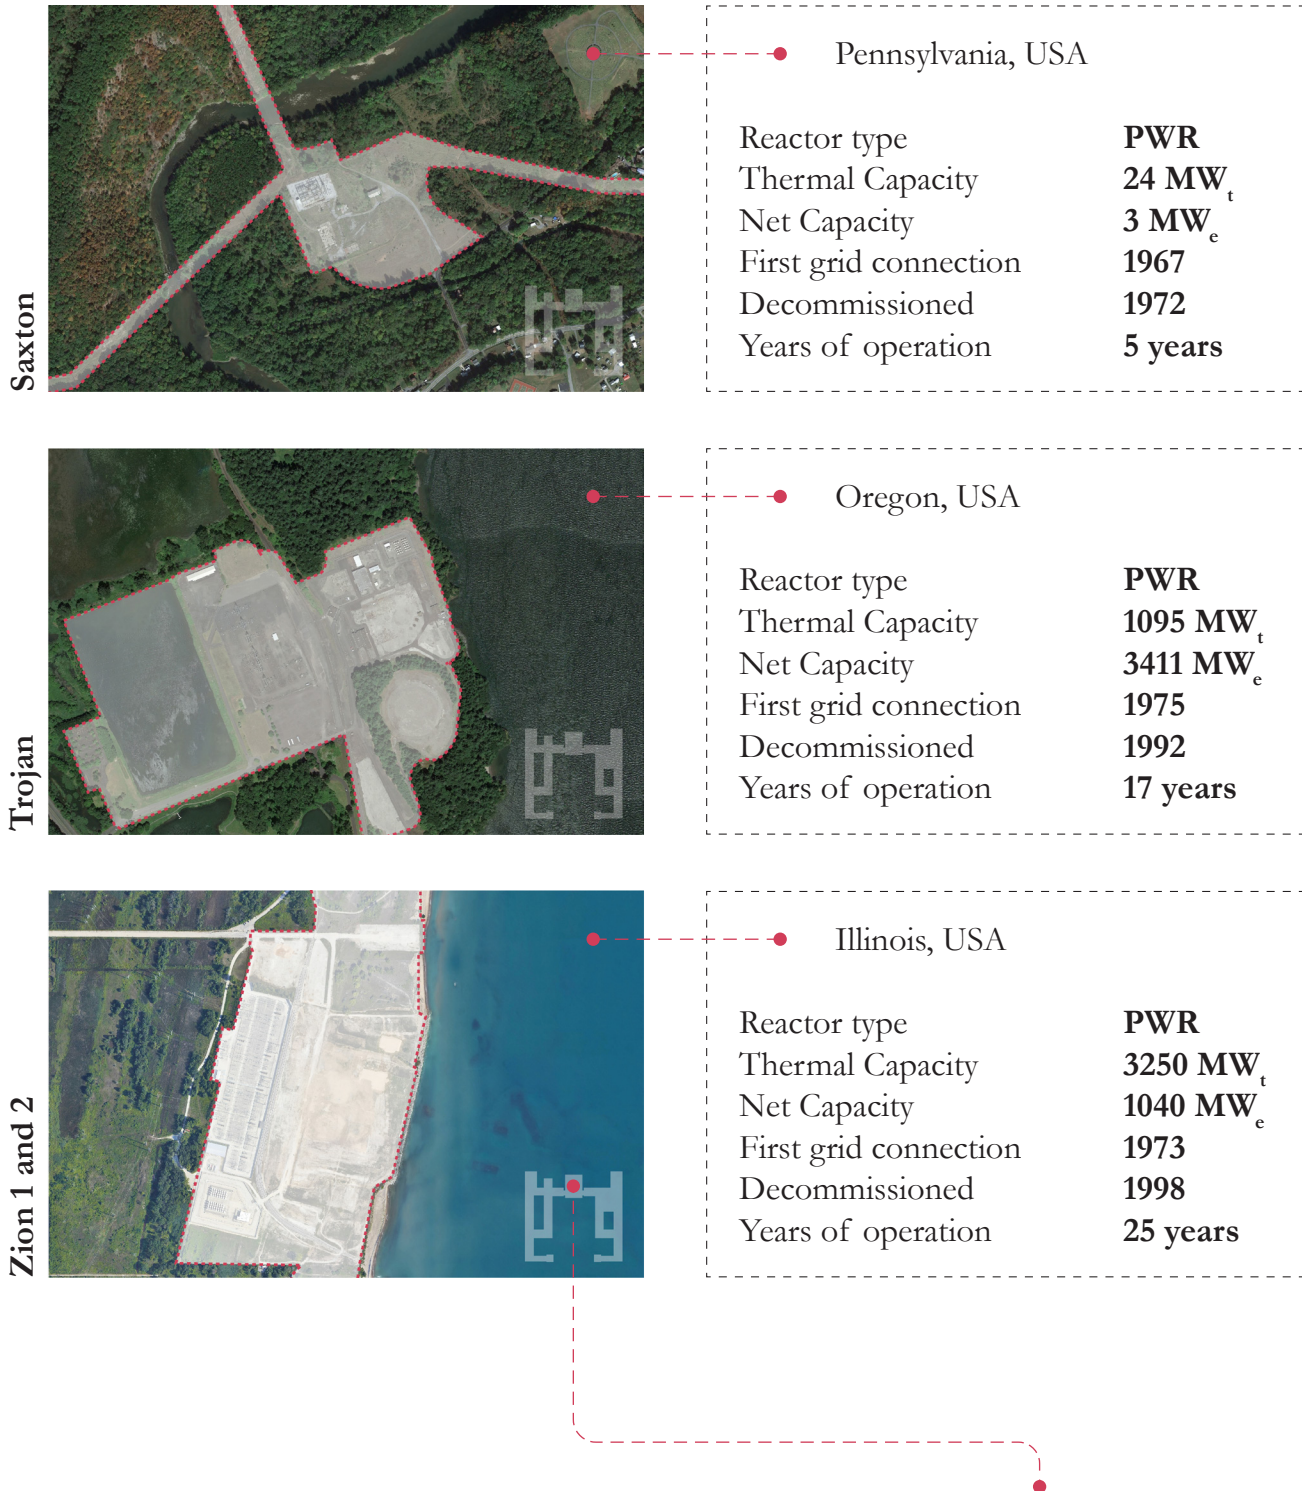 Saxton
Pennsylvania, USA
Reactor type PWR
Thermal Capacity 24 MWt
Net Capacity 3 MWe
First grid connection 1967
Decommissioned 1972
Years of operation 5 years
Trojan
Oregon, USA
Reactor type PWR
Thermal Capacity 1095 MWt
Net Capacity 3411 MWe
First grid connection 1975
Decommissioned 1992
Years of operation 17 years
Zion 1 and 2
Illinois, USA
Reactor type PWR
Thermal Capacity 3250 MWt
Net Capacity 1040 MWe
First grid connection 1973
Decommissioned 1998
Years of operation 25 years